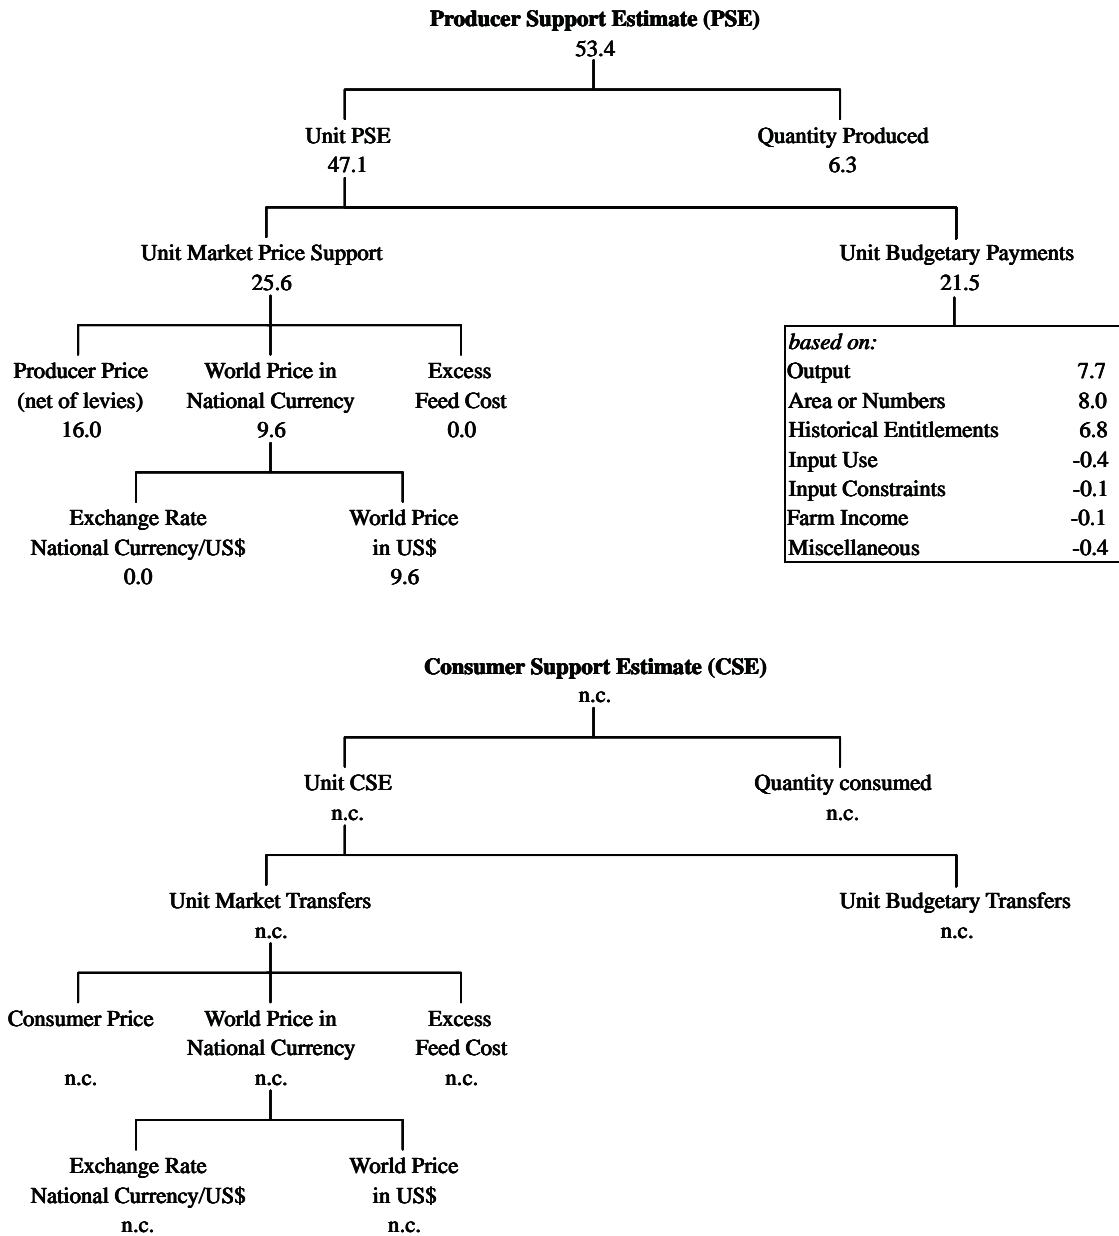 Producer Support Estimate (PSE)
53.4
Unit PSE Quantity Produced
47.1 6.3
Unit Market Price Support Unit Budgetary Payments
25.6 21.5
based on:
Producer Price World Price in Excess Output 7.7
(net of levies) National Currency Feed Cost Area or Numbers 8.0
16.0 9.6 0.0 Historical Entitlements 6.8
Input Use -0.4
Input Constraints -0.1
Exchange Rate World Price Farm Income -0.1
National Currency/US$ in US$ Miscellaneous -0.4
0.0 9.6
Consumer Support Estimate (CSE)
n.c.
Unit CSE Quantity consumed
n.c. n.c.
Unit Market Transfers Unit Budgetary Transfers
n.c. n.c.
Consumer Price World Price in Excess
National Currency Feed Cost
n.c. n.c. n.c.
Exchange Rate World Price
National Currency/US$ in US$
n.c. n.c.